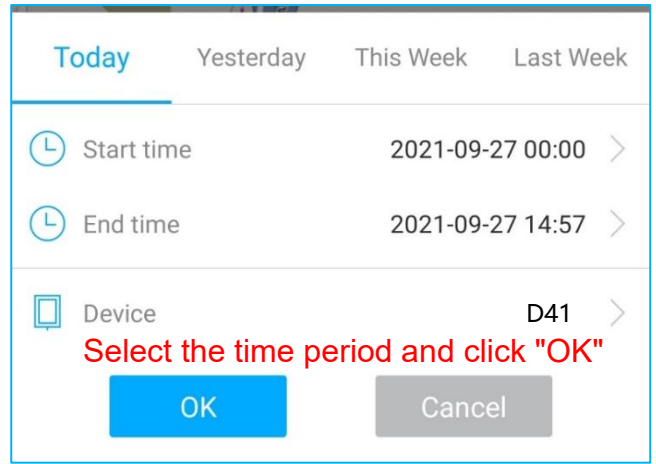 Today Yesterday This Week Last Week
Start time 2021-09-27 00:00
End time 2021-09-27 14:57
Device D41
Select the time period and click "OK"
OK Cancel